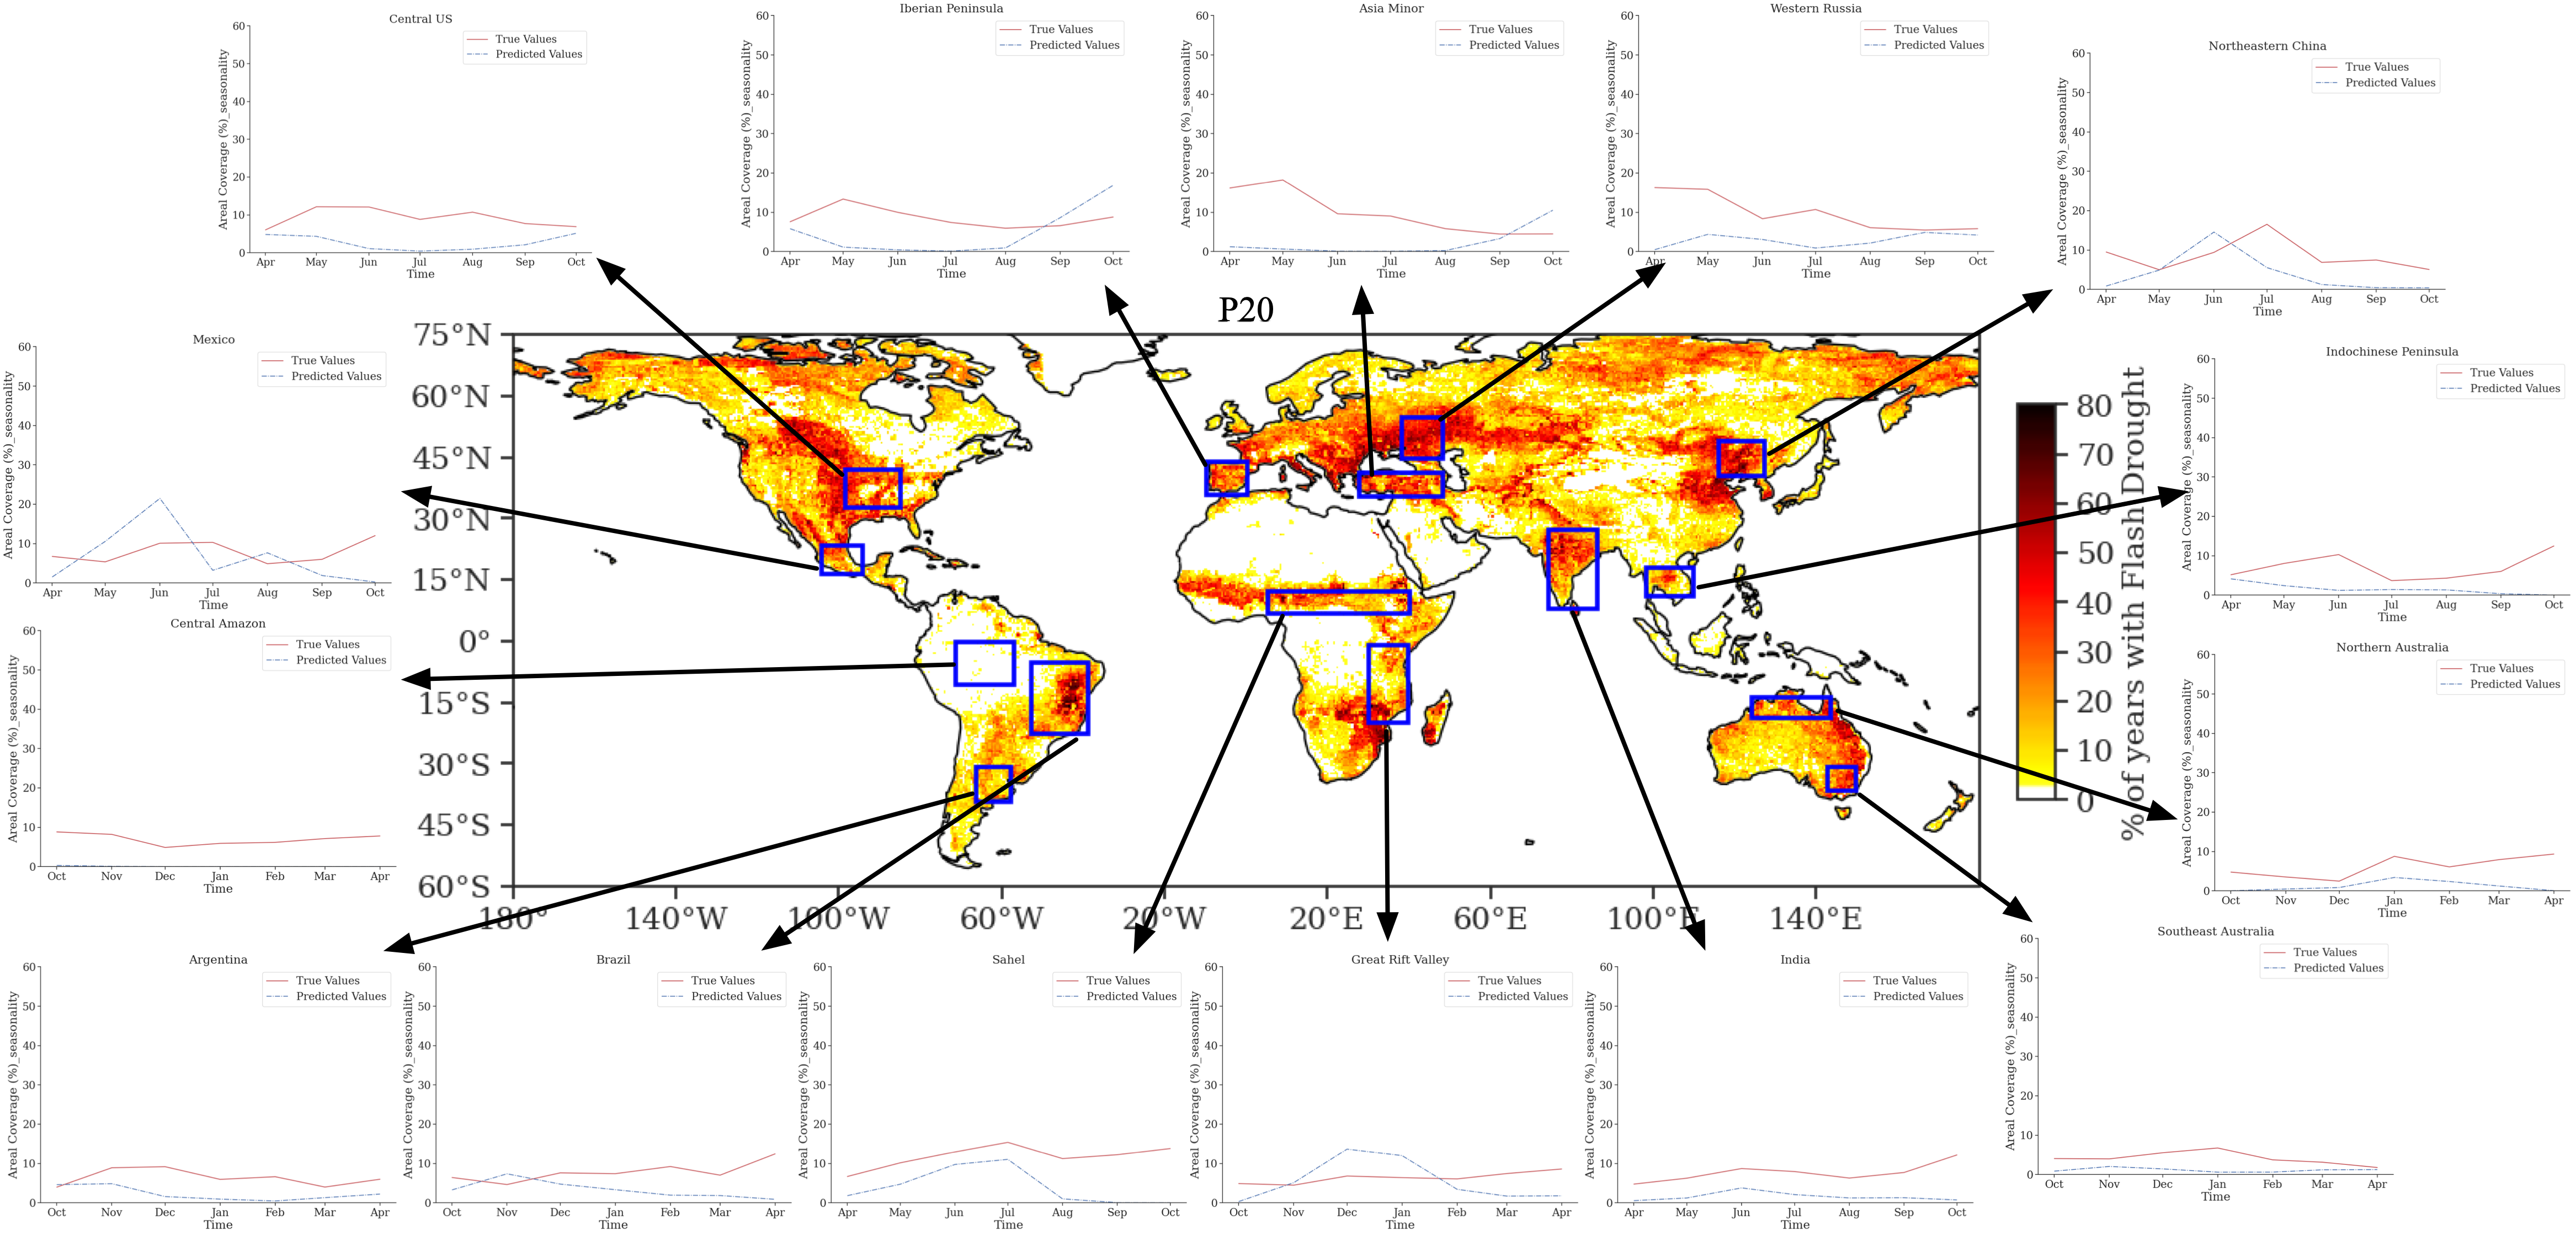 Central US
True Values
Predicted Values
Areal Coverage (%)_seasonality
60
50
40
30
20
10
0
Apr May Jun Jul Aug Sep Oct
Time
Iberian Peninsula
True Values
Predicted Values
Areal Coverage (%)_seasonality
60
50
40
30
20
10
0
Apr May Jun Jul Aug Sep Oct
Time
Asia Minor
True Values
Predicted Values
Areal Coverage (%)_seasonality
60
50
40
30
20
10
0
Apr May Jun Jul Aug Sep Oct
Time
Western Russia
True Values
Predicted Values
Areal Coverage (%)_seasonality
60
50
40
30
20
10
0
Apr May Jun Jul Aug Sep Oct
Time
Northeastern China
True Values
Predicted Values
Areal Coverage (%)_seasonality
60
50
40
30
20
10
0
Apr May Jun Jul Aug Sep Oct
Time
P20
75°N
60°N
45°N
30°N
15°N
0°
15°S
30°S
45°S
60°S
180° 140°W 100°W 60°W 20°W 20°E 60°E 100°E 140°E
80
70
60
50
40
30
20
10
0
% of years with Flash Drought
Mexico
True Values
Predicted Values
Areal Coverage (%)_seasonality
60
50
40
30
20
10
0
Apr May Jun Jul Aug Sep Oct
Time
Indochinese Peninsula
True Values
Predicted Values
Areal Coverage (%)_seasonality
60
50
40
30
20
10
0
Apr May Jun Jul Aug Sep Oct
Time
Central Amazon
True Values
Predicted Values
Areal Coverage (%)_seasonality
60
50
40
30
20
10
0
Oct Nov Dec Jan Feb Mar Apr
Time
Northern Australia
True Values
Predicted Values
Areal Coverage (%)_seasonality
60
50
40
30
20
10
0
Oct Nov Dec Jan Feb Mar Apr
Time
Argentina
True Values
Predicted Values
Areal Coverage (%)_seasonality
60
50
40
30
20
10
0
Oct Nov Dec Jan Feb Mar Apr
Time
Brazil
True Values
Predicted Values
Areal Coverage (%)_seasonality
60
50
40
30
20
10
0
Oct Nov Dec Jan Feb Mar Apr
Time
Sahel
True Values
Predicted Values
Areal Coverage (%)_seasonality
60
50
40
30
20
10
0
Apr May Jun Jul Aug Sep Oct
Time
Great Rift Valley
True Values
Predicted Values
Areal Coverage (%)_seasonality
60
50
40
30
20
10
0
Oct Nov Dec Jan Feb Mar Apr
Time
India
True Values
Predicted Values
Areal Coverage (%)_seasonality
60
50
40
30
20
10
0
Apr May Jun Jul Aug Sep Oct
Time
Southeast Australia
True Values
Predicted Values
Areal Coverage (%)_seasonality
60
50
40
30
20
10
0
Oct Nov Dec Jan Feb Mar Apr
Time